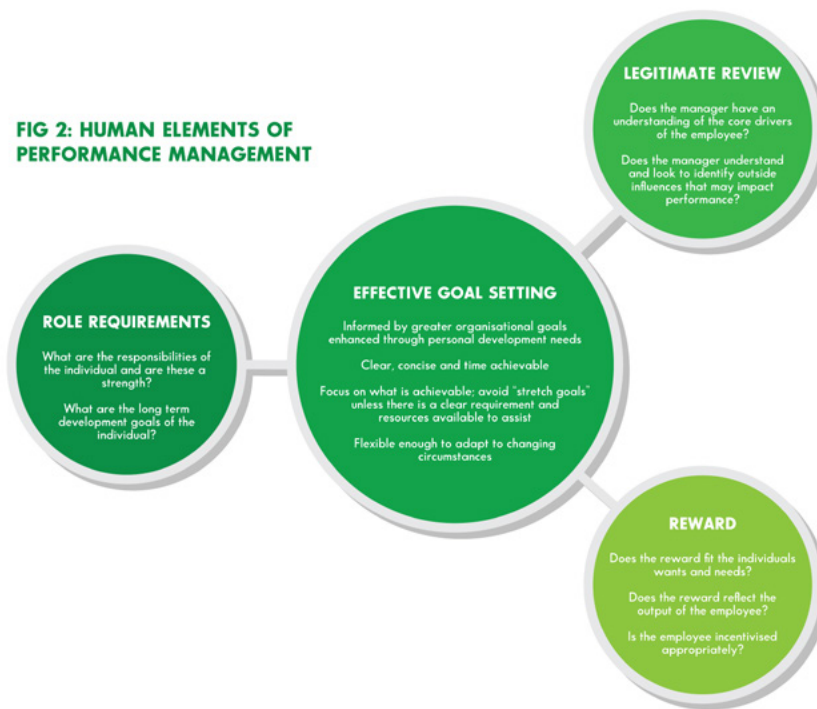 FIG 2: HUMAN ELEMENTS OF
PERFORMANCE MANAGEMENT
ROLE REQUIREMENTS
What are the responsibilities of
the individual and are these a
strength?
What are the long term
development goals of the
individual?
EFFECTIVE GOAL SETTING
Informed by greater organisational goals
enhanced through personal development needs
Clear, concise and time achievable
Focus on what is achievable; avoid "stretch goals"
unless there is a clear requirement and
resources available to assist
Flexible enough to adapt to changing
circumstances
LEGITIMATE REVIEW
Does the manager have an
understanding of the core drivers
of the employee?
Does the manager understand
and look to identify outside
influences that may impact
performance?
REWARD
Does the reward fit the individuals
wants and needs?
Does the reward reflect the
output of the employee?
Is the employee incentivised
appropriately?